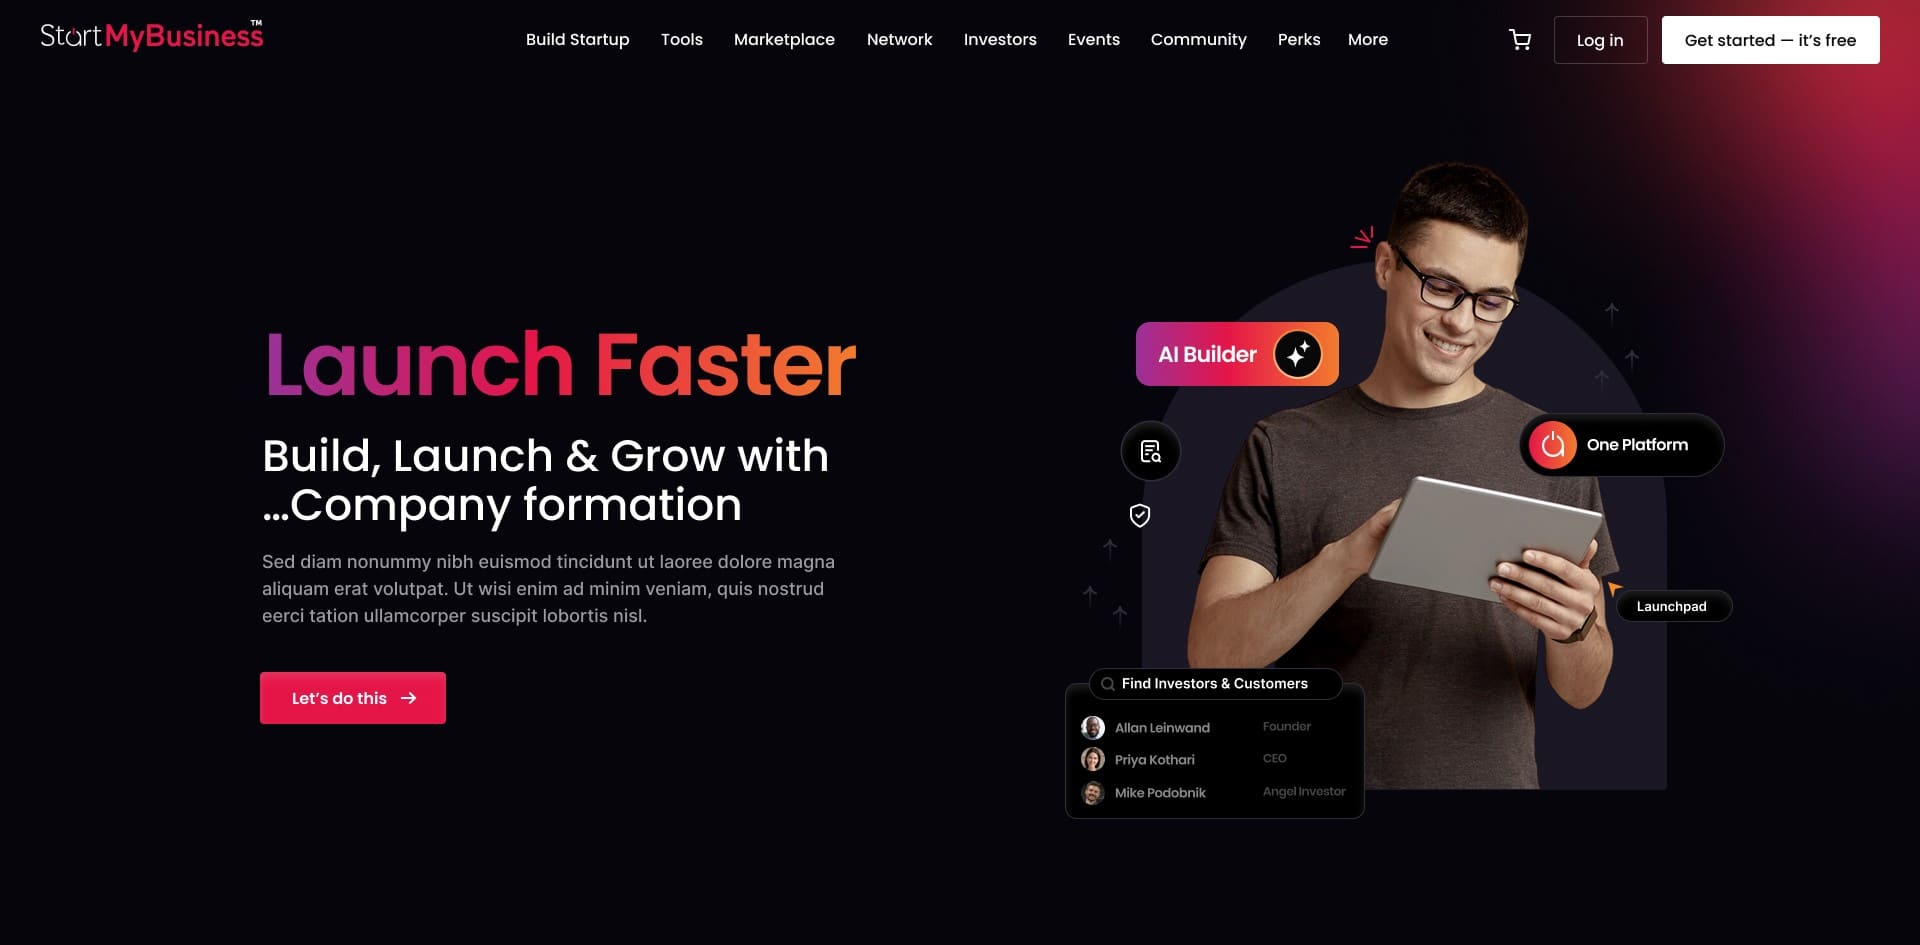 StartMyBusiness™
Build Startup
Tools
Marketplace
Network
Investors
Events
Community
Perks
More
Log in
Get started — it’s free
Launch Faster
Build, Launch & Grow with
...Company formation
Sed diam nonummy nibh euismod tincidunt ut laoree dolore magna
aliquam erat volutpat. Ut wisi enim ad minim veniam, quis nostrud
eerci tation ullamcorper suscipit lobortis nisl.
Let’s do this
AI Builder
One Platform
Launchpad
Find Investors & Customers
Allan Leinwand Founder
Priya Kothari CEO
Mike Podobnik Angel Investor